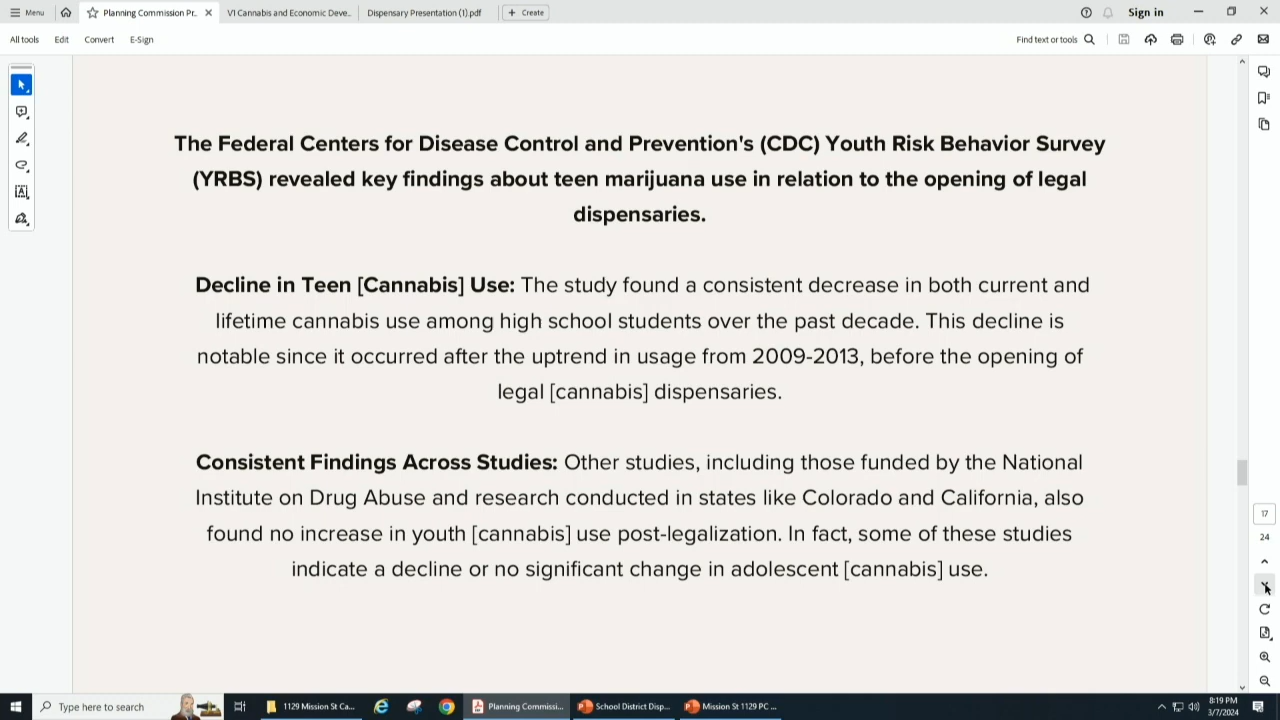 Menu
Planning Commission Pr...
VI Cannabis and Economic Deve...
Dispensary Presentation (1).pdf
Create
Sign in
All tools
Edit
Convert
E-Sign
Find text or tools
The Federal Centers for Disease Control and Prevention's (CDC) Youth Risk Behavior Survey
(YRBS) revealed key findings about teen marijuana use in relation to the opening of legal
dispensaries.
Decline in Teen [Cannabis] Use: The study found a consistent decrease in both current and
lifetime cannabis use among high school students over the past decade. This decline is
notable since it occurred after the uptrend in usage from 2009-2013, before the opening of
legal [cannabis] dispensaries.
Consistent Findings Across Studies: Other studies, including those funded by the National
Institute on Drug Abuse and research conducted in states like Colorado and California, also
found no increase in youth [cannabis] use post-legalization. In fact, some of these studies
indicate a decline or no significant change in adolescent [cannabis] use.
17
24
Type here to search
1129 Mission St Ca...
Planning Commissi...
School District Disp...
Mission St 1129 PC ...
8:19 PM
3/7/2024